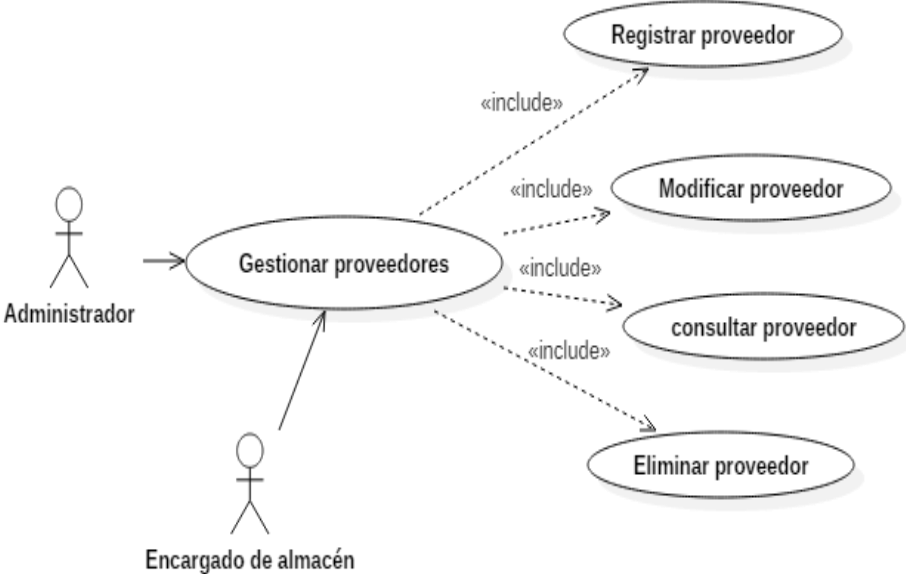 Registrar proveedor
«include»
«include»
Modificar proveedor
Gestionar proveedores
«include»
Administrador
consultar proveedor
«include»
Eliminar proveedor
Encargado de almacén